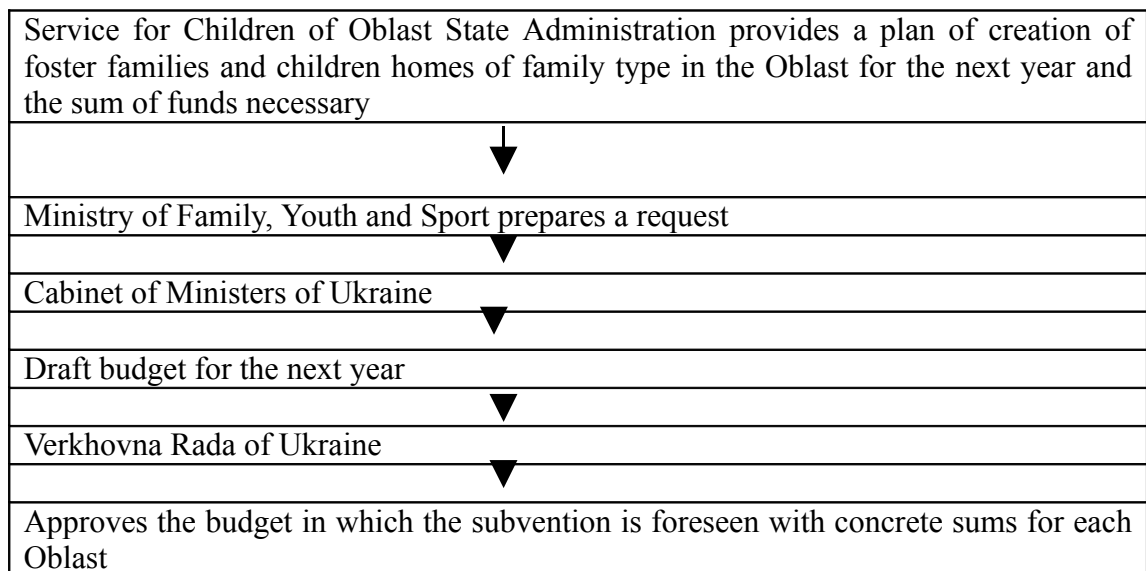 Service for Children of Oblast State Administration provides a plan of creation of
foster families and children homes of family type in the Oblast for the next year and
the sum of funds necessary
Ministry of Family, Youth and Sport prepares a request
Cabinet of Ministers of Ukraine
Draft budget for the next year
Verkhovna Rada of Ukraine
Approves the budget in which the subvention is foreseen with concrete sums for each
Oblast